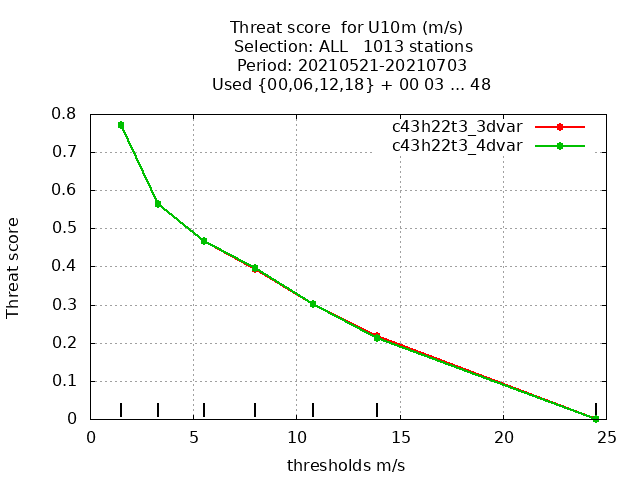 Threat score  for U10m (m/s)
Selection: ALL   1013 stations
Period: 20210521-20210703
Used {00,06,12,18} + 00 03 ... 48
c43h22t3_3dvar
c43h22t3_4dvar
Threat score
0.8
0.7
0.6
0.5
0.4
0.3
0.2
0.1
0
0 5 10 15 20 25
thresholds m/s